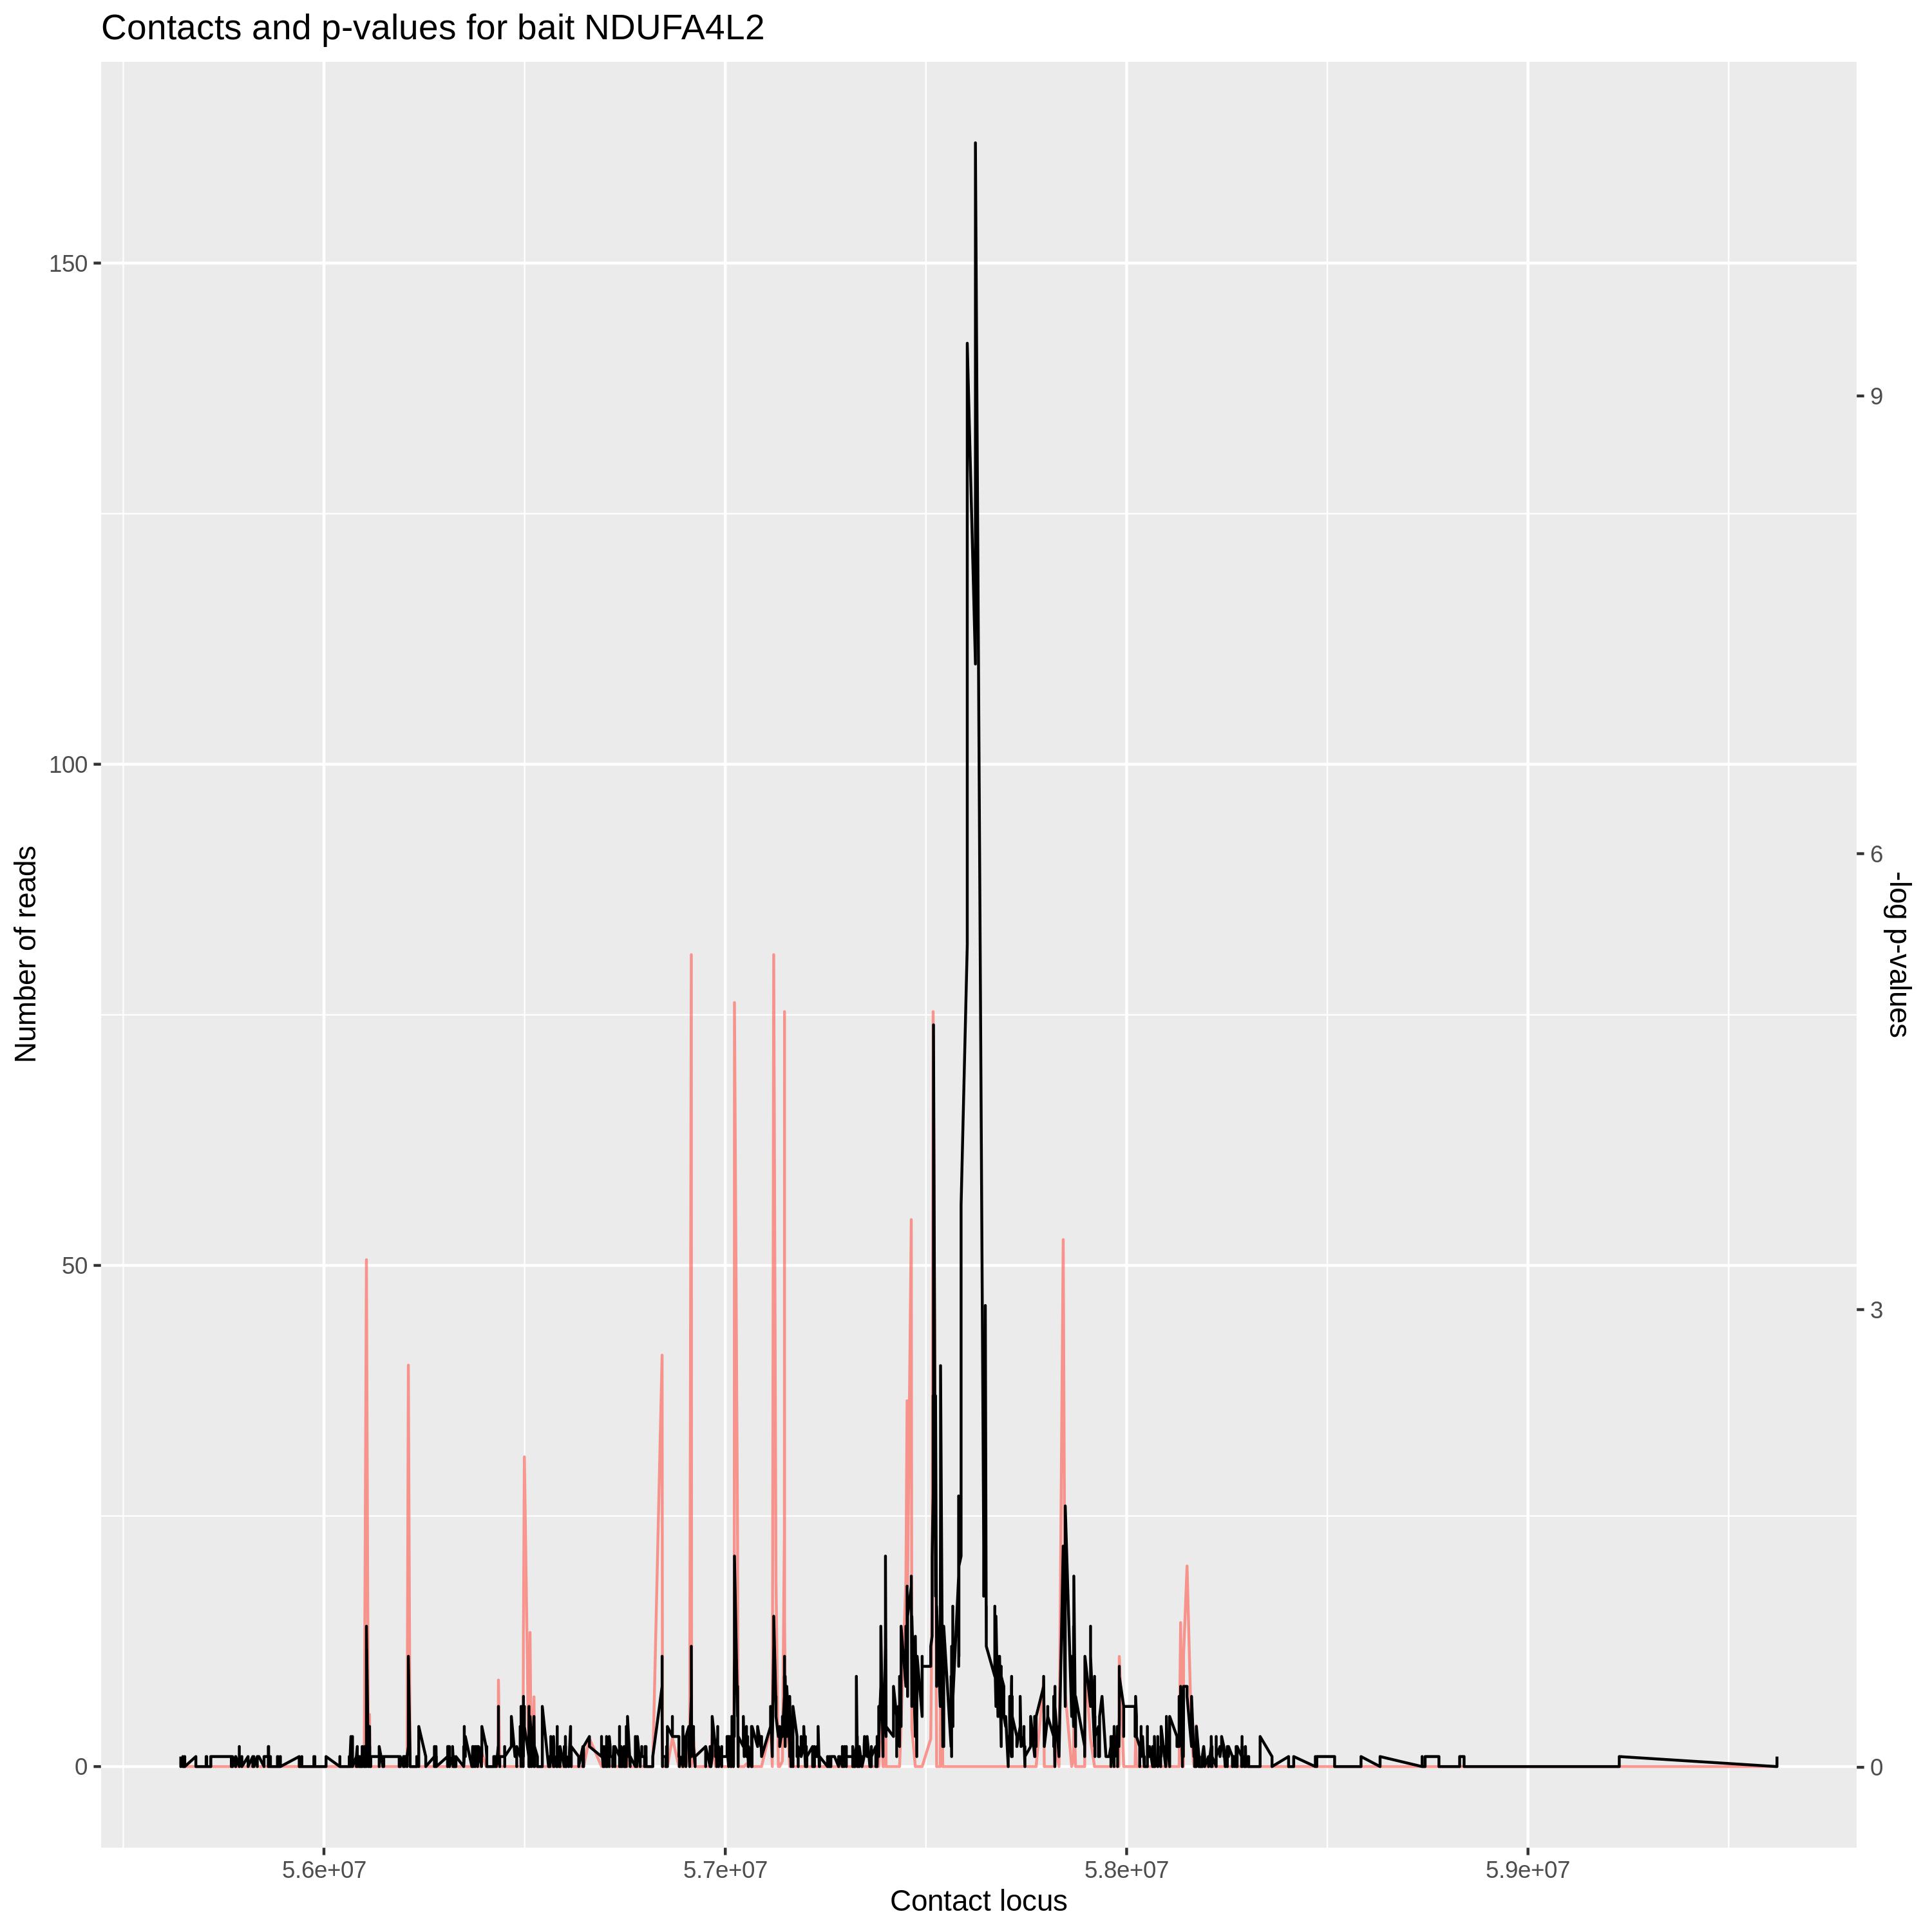 Contacts and p-values for bait NDUFA4L2
150
100
50
0
9
6
3
0
Number of reads
-log p-values
5.6e+07
5.7e+07
5.8e+07
5.9e+07
Contact locus